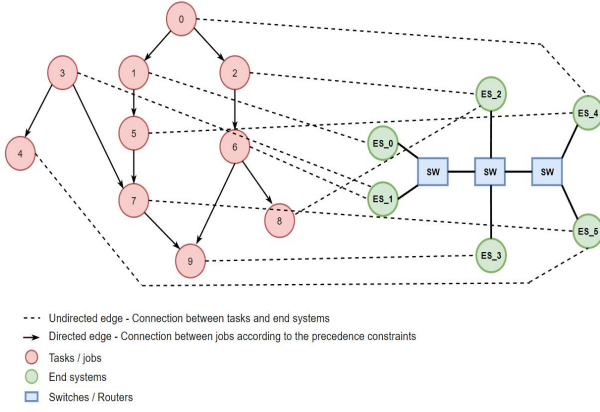 0
3
1
2
ES_2
ES_4
5
ES_0
4
6
SW
SW
SW
7
ES_1
8
ES_5
9
ES_3
Undirected edge - Connection between tasks and end systems
Directed edge - Connection between jobs according to the precedence constraints
Tasks / jobs
End systems
Switches / Routers